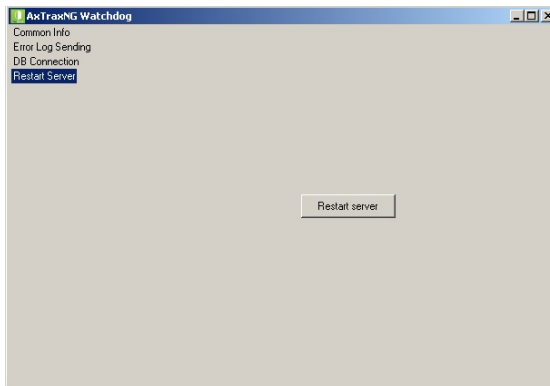 AxTraxNG Watchdog
Common Info
Error Log Sending
DB Connection
Restart Server
Restart server